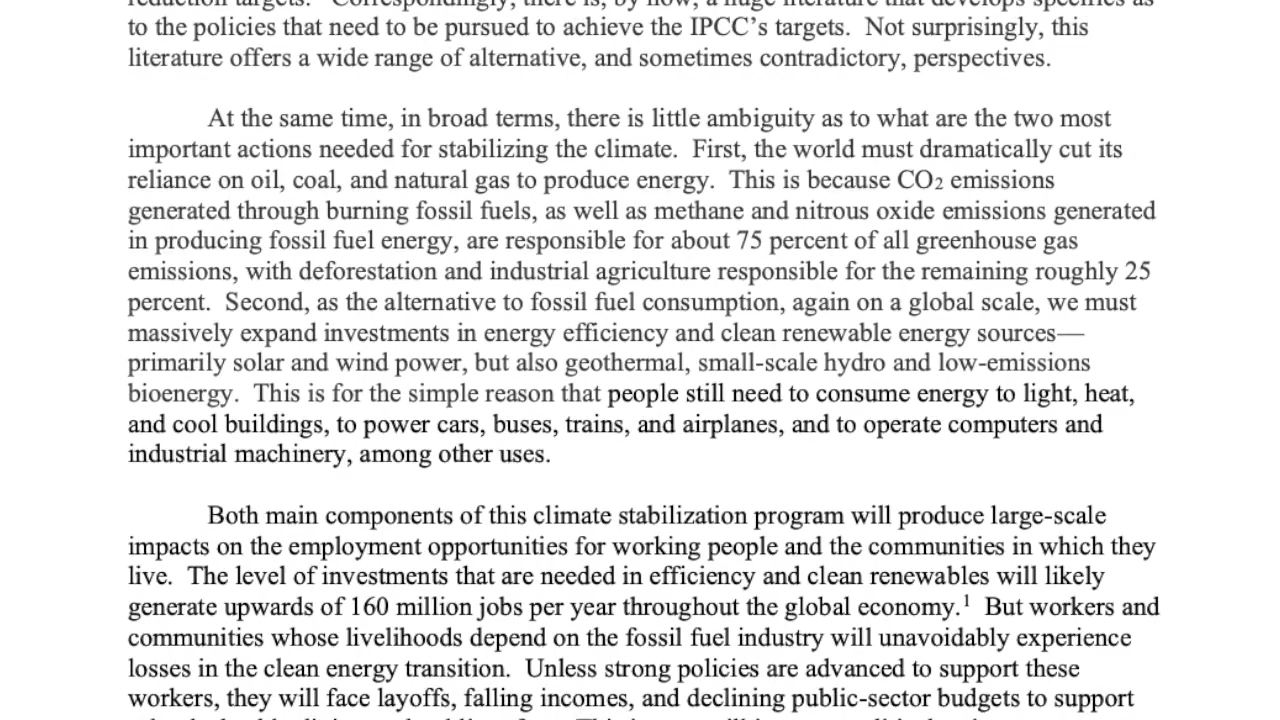 reduction targets.   Correspondingly, there is, by now, a huge literature that develops specifics as
to the policies that need to be pursued to achieve the IPCC’s targets.  Not surprisingly, this
literature offers a wide range of alternative, and sometimes contradictory, perspectives.
At the same time, in broad terms, there is little ambiguity as to what are the two most
important actions needed for stabilizing the climate.  First, the world must dramatically cut its
reliance on oil, coal, and natural gas to produce energy.  This is because CO₂ emissions
generated through burning fossil fuels, as well as methane and nitrous oxide emissions generated
in producing fossil fuel energy, are responsible for about 75 percent of all greenhouse gas
emissions, with deforestation and industrial agriculture responsible for the remaining roughly 25
percent.  Second, as the alternative to fossil fuel consumption, again on a global scale, we must
massively expand investments in energy efficiency and clean renewable energy sources—
primarily solar and wind power, but also geothermal, small-scale hydro and low-emissions
bioenergy.  This is for the simple reason that people still need to consume energy to light, heat,
and cool buildings, to power cars, buses, trains, and airplanes, and to operate computers and
industrial machinery, among other uses.
Both main components of this climate stabilization program will produce large-scale
impacts on the employment opportunities for working people and the communities in which they
live.  The level of investments that are needed in efficiency and clean renewables will likely
generate upwards of 160 million jobs per year throughout the global economy.¹  But workers and
communities whose livelihoods depend on the fossil fuel industry will unavoidably experience
losses in the clean energy transition.  Unless strong policies are advanced to support these
workers, they will face layoffs, falling incomes, and declining public-sector budgets to support